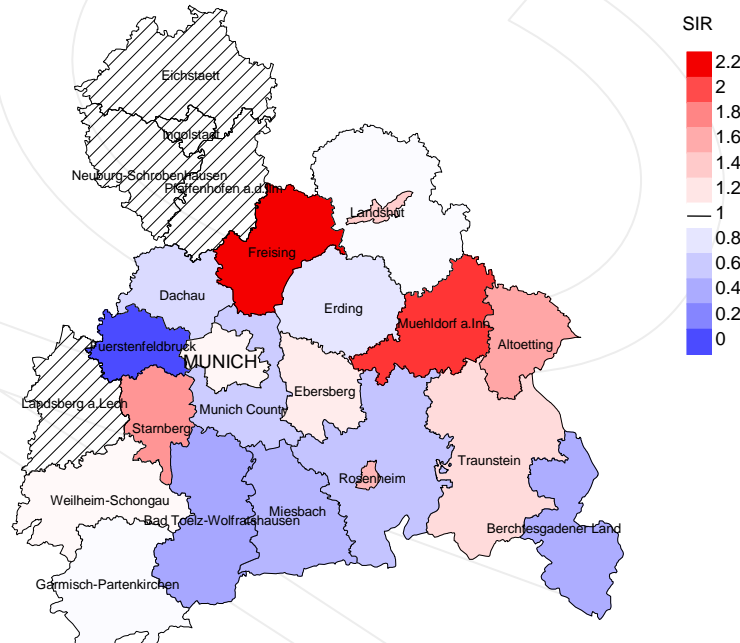 SIR
2.2
2
1.8
1.6
1.4
1.2
1
0.8
0.6
0.4
0.2
0
Eichstaett
Ingolstadt
Neuburg-Schrobenhausen
Pfaffenhofen a.d.Ilm
Landshut
Freising
Dachau
Erding
Muehldorf a.Inn
Fuerstenfeldbruck
Altoetting
MUNICH
Ebersberg
Landsberg a.Lech
Munich County
Starnberg
Traunstein
Rosenheim
Weilheim-Schongau
Miesbach
Bad Toelz-Wolfratshausen
Berchtesgadener Land
Garmisch-Partenkirchen